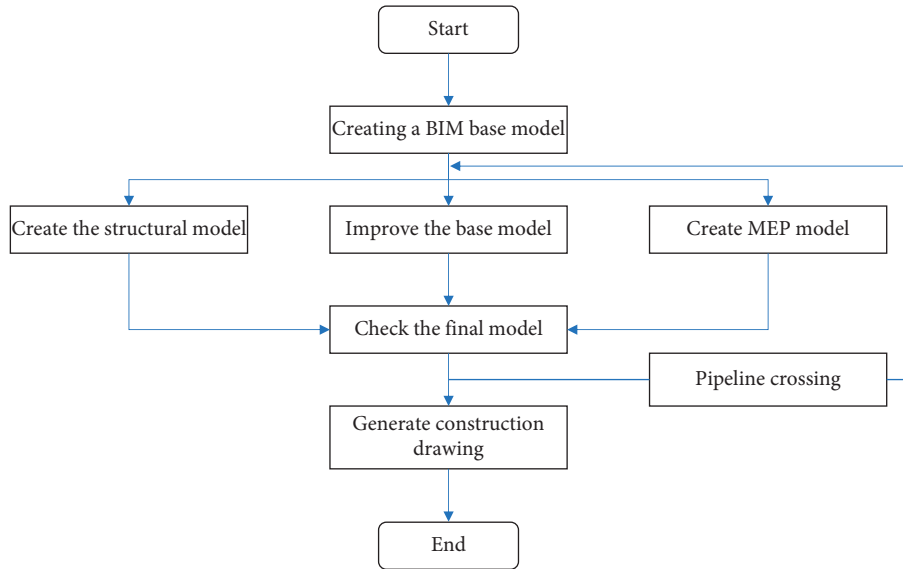 Start
Creating a BIM base model
Create the structural model
Improve the base model
Create MEP model
Check the final model
Pipeline crossing
Generate construction
drawing
End